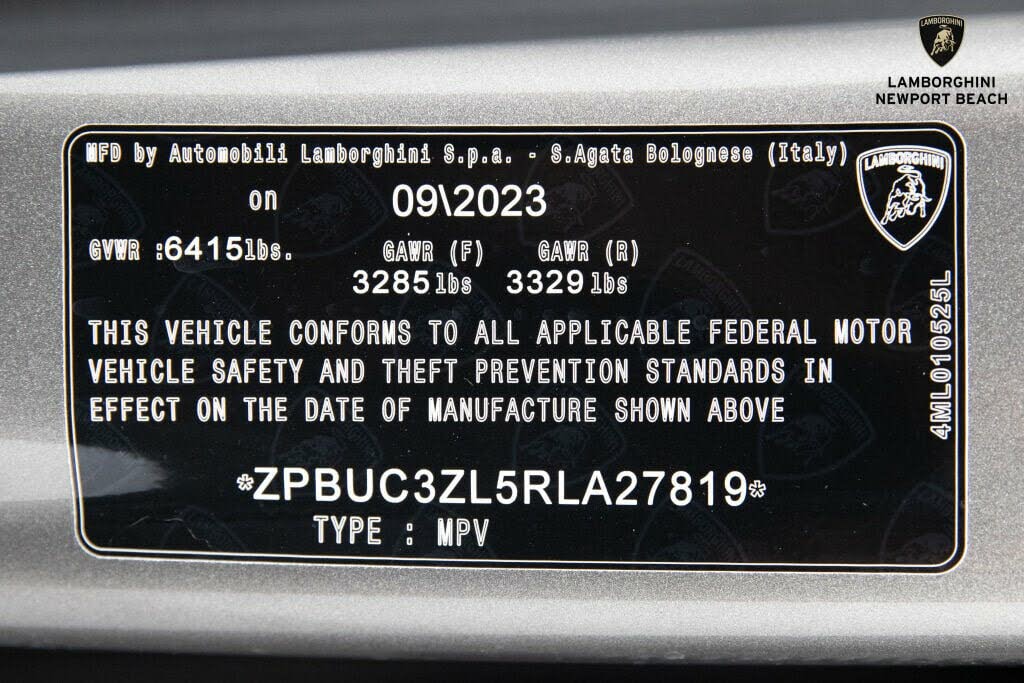 LAMBORGHINI
LAMBORGHINI
NEWPORT BEACH
MFD by Automobili Lamborghini S.p.a. - S.Agata Bolognese (Italy)
LAMBORGHINI
on 09\2023
GVWR :6415lbs. GAWR (F) GAWR (R)
3285lbs 3329lbs
THIS VEHICLE CONFORMS TO ALL APPLICABLE FEDERAL MOTOR
VEHICLE SAFETY AND THEFT PREVENTION STANDARDS IN
EFFECT ON THE DATE OF MANUFACTURE SHOWN ABOVE
4ML010525L
*ZPBUC3ZL5RLA27819*
TYPE : MPV